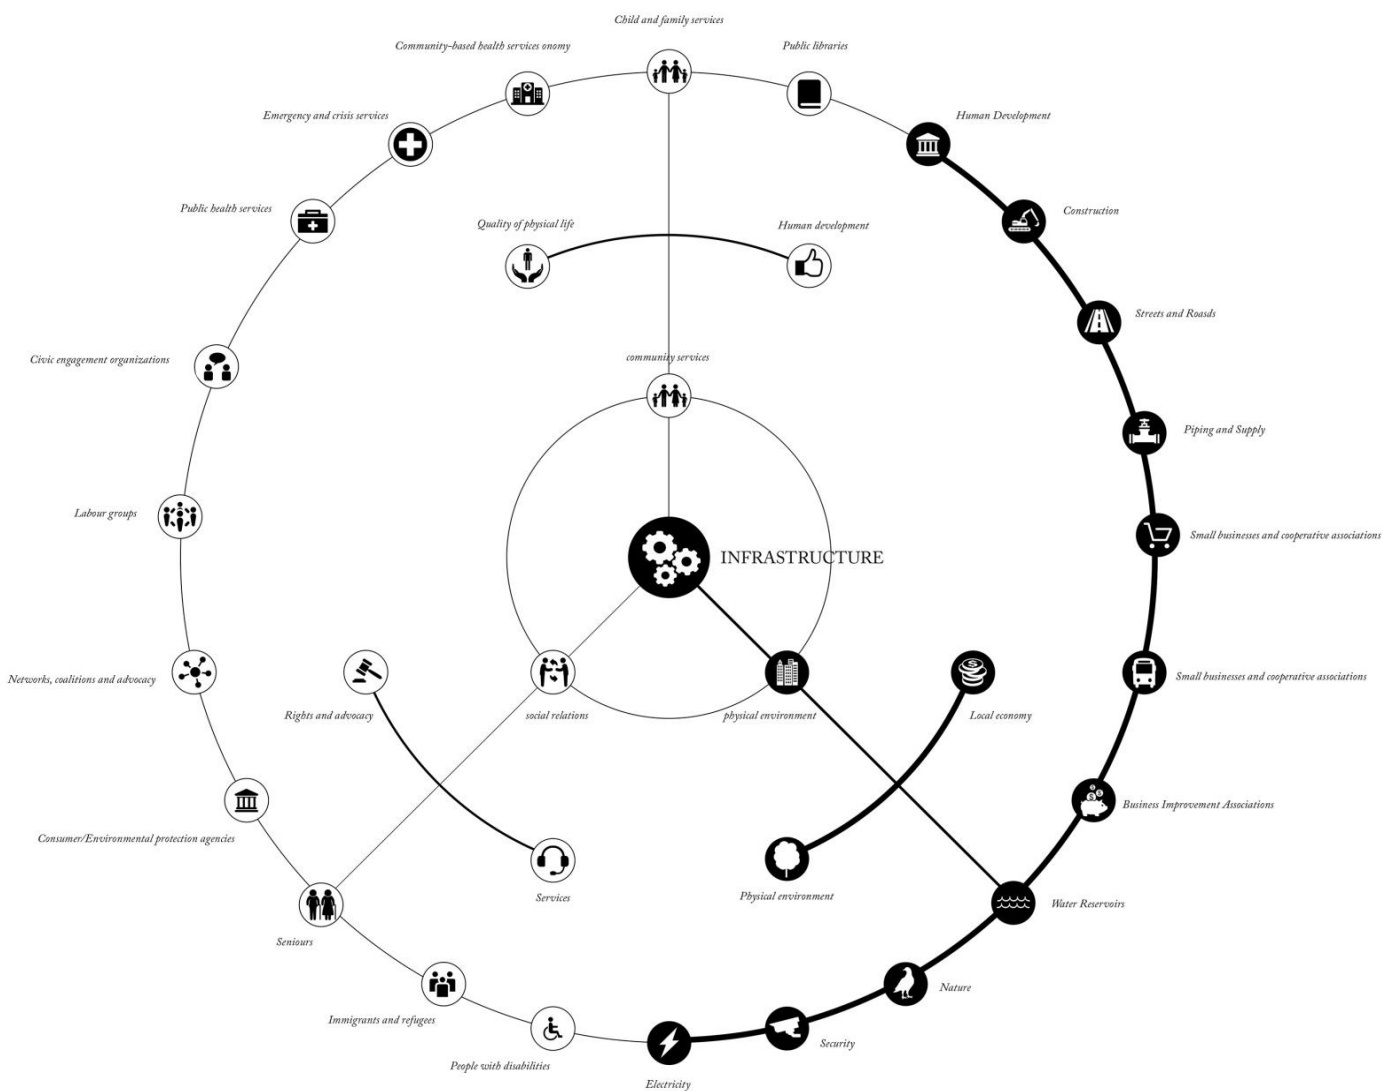 Child and family services
Community-based health services onomy
Public libraries
Emergency and crisis services
Human Development
Public health services
Construction
Quality of physical life
Human development
Streets and Roasds
Civic engagement organizations
community services
Piping and Supply
Labour groups
Small businesses and cooperative associations
INFRASTRUCTURE
Networks, coalitions and advocacy
Small businesses and cooperative associations
Rights and advocacy
social relations
physical environment
Local economy
Business Improvement Associations
Consumer/Environmental protection agencies
Services
Physical environment
Water Reservoirs
Seniours
Nature
Immigrants and refugees
Security
People with disabilities
Electricity